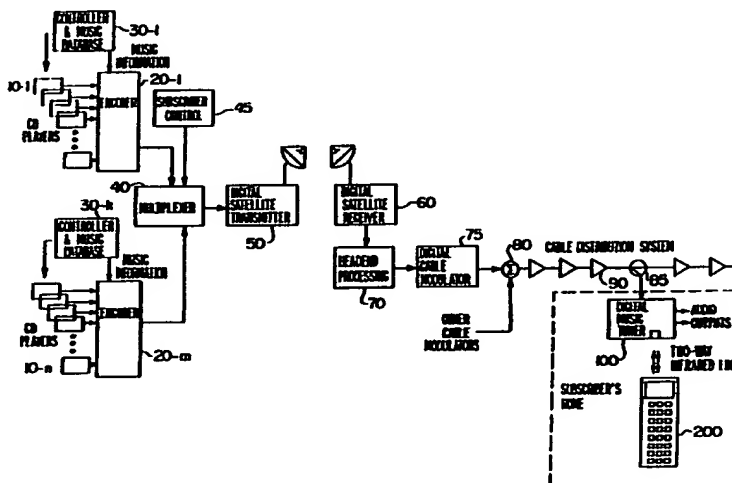 CONTROLLER
& MUSIC
DATABASE
30-1
MUSIC
INFORMATION
10-1
20-1
ENCODER
CD
PLAYERS
SUBSCRIBER
CONTROL
45
40
MULTIPLEXER
DIGITAL
SATELLITE
TRANSMITTER
50
30-k
CONTROLLER
& MUSIC
DATABASE
MUSIC
INFORMATION
ENCODER
CD
PLAYERS
10-n
20-m
DIGITAL
SATELLITE
RECEIVER
60
HEADEND
PROCESSING
70
75
DIGITAL
CABLE
MODULATOR
80
Σ
OTHER
CABLE
MODULATORS
CABLE DISTRIBUTION SYSTEM
90
85
DIGITAL
MUSIC
TUNER
100
AUDIO
OUTPUTS
TWO-WAY
INFRARED
SUBSCRIBER'S
HOME
200